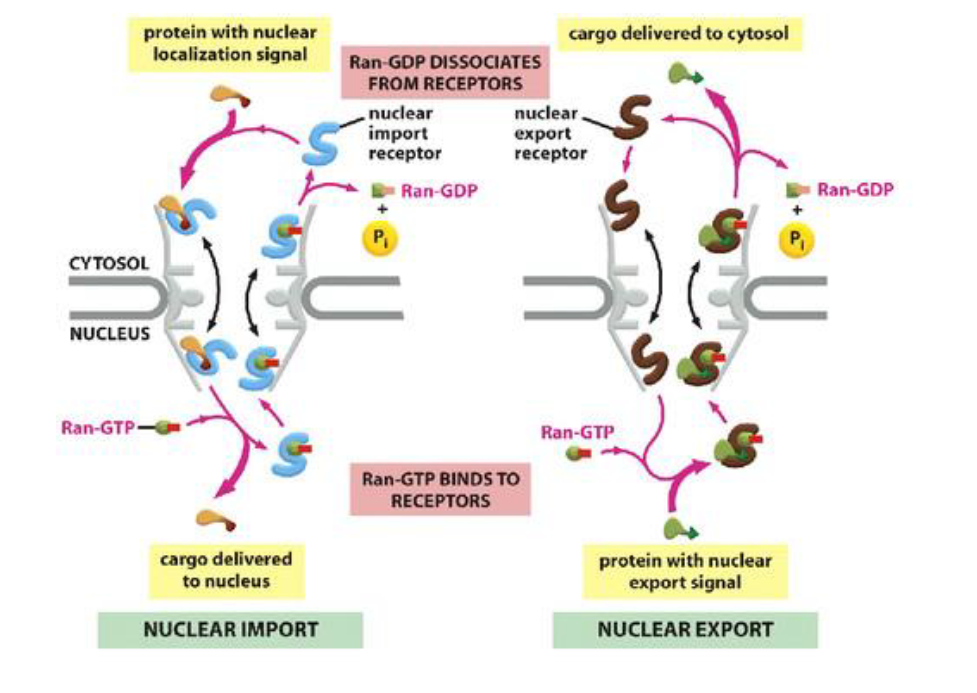 protein with nuclear
localization signal
Ran-GDP DISSOCIATES
FROM RECEPTORS
cargo delivered to cytosol
nuclear
import
receptor
nuclear
export
receptor
Ran-GDP
+
Pi
Ran-GDP
+
Pi
CYTOSOL
NUCLEUS
Ran-GTP
Ran-GTP
Ran-GTP BINDS TO
RECEPTORS
cargo delivered
to nucleus
protein with nuclear
export signal
NUCLEAR IMPORT
NUCLEAR EXPORT